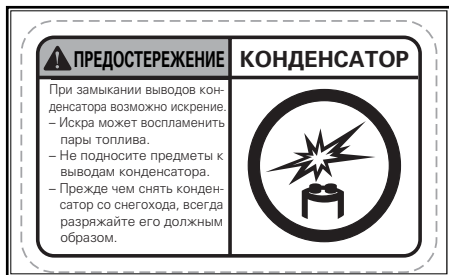 ПРЕДОСТЕРЕЖЕНИЕ
КОНДЕНСАТОР
При замыкании выводов кон-
денсатора возможно искрение.
– Искра может воспламенить
пары топлива.
– Не подносите предметы к
выводам конденсатора.
– Прежде чем снять конден-
сатор со снегохода, всегда
разряжайте его должным
образом.